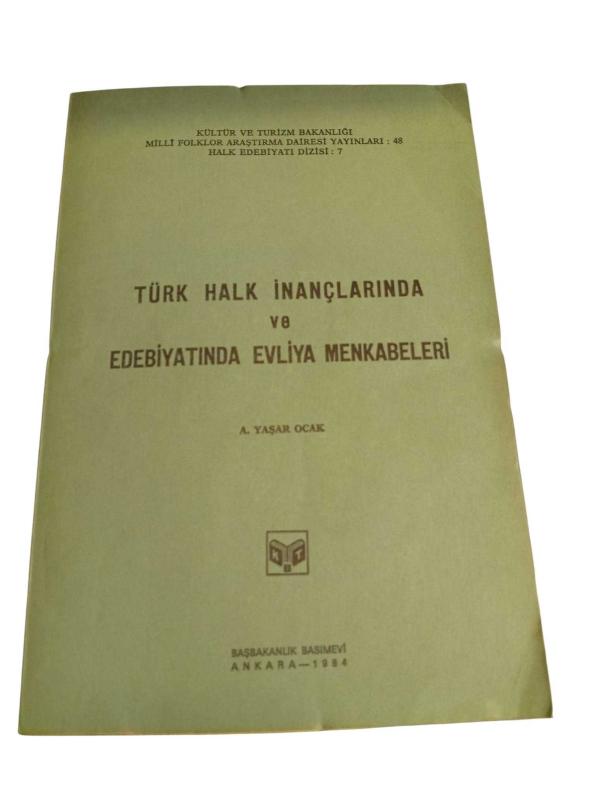 KÜLTÜR VE TURİZM BAKANLIĞI
MİLLÎ FOLKLOR ARAŞTIRMA DAİRESİ YAYINLARI : 48
HALK EDEBİYATI DİZİSİ : 7
TÜRK HALK İNANÇLARINDA
ve
EDEBİYATINDA EVLİYA MENKABELERİ
A. YAŞAR OCAK
K B T
BAŞBAKANLIK BASIMEVİ
ANKARA—1984